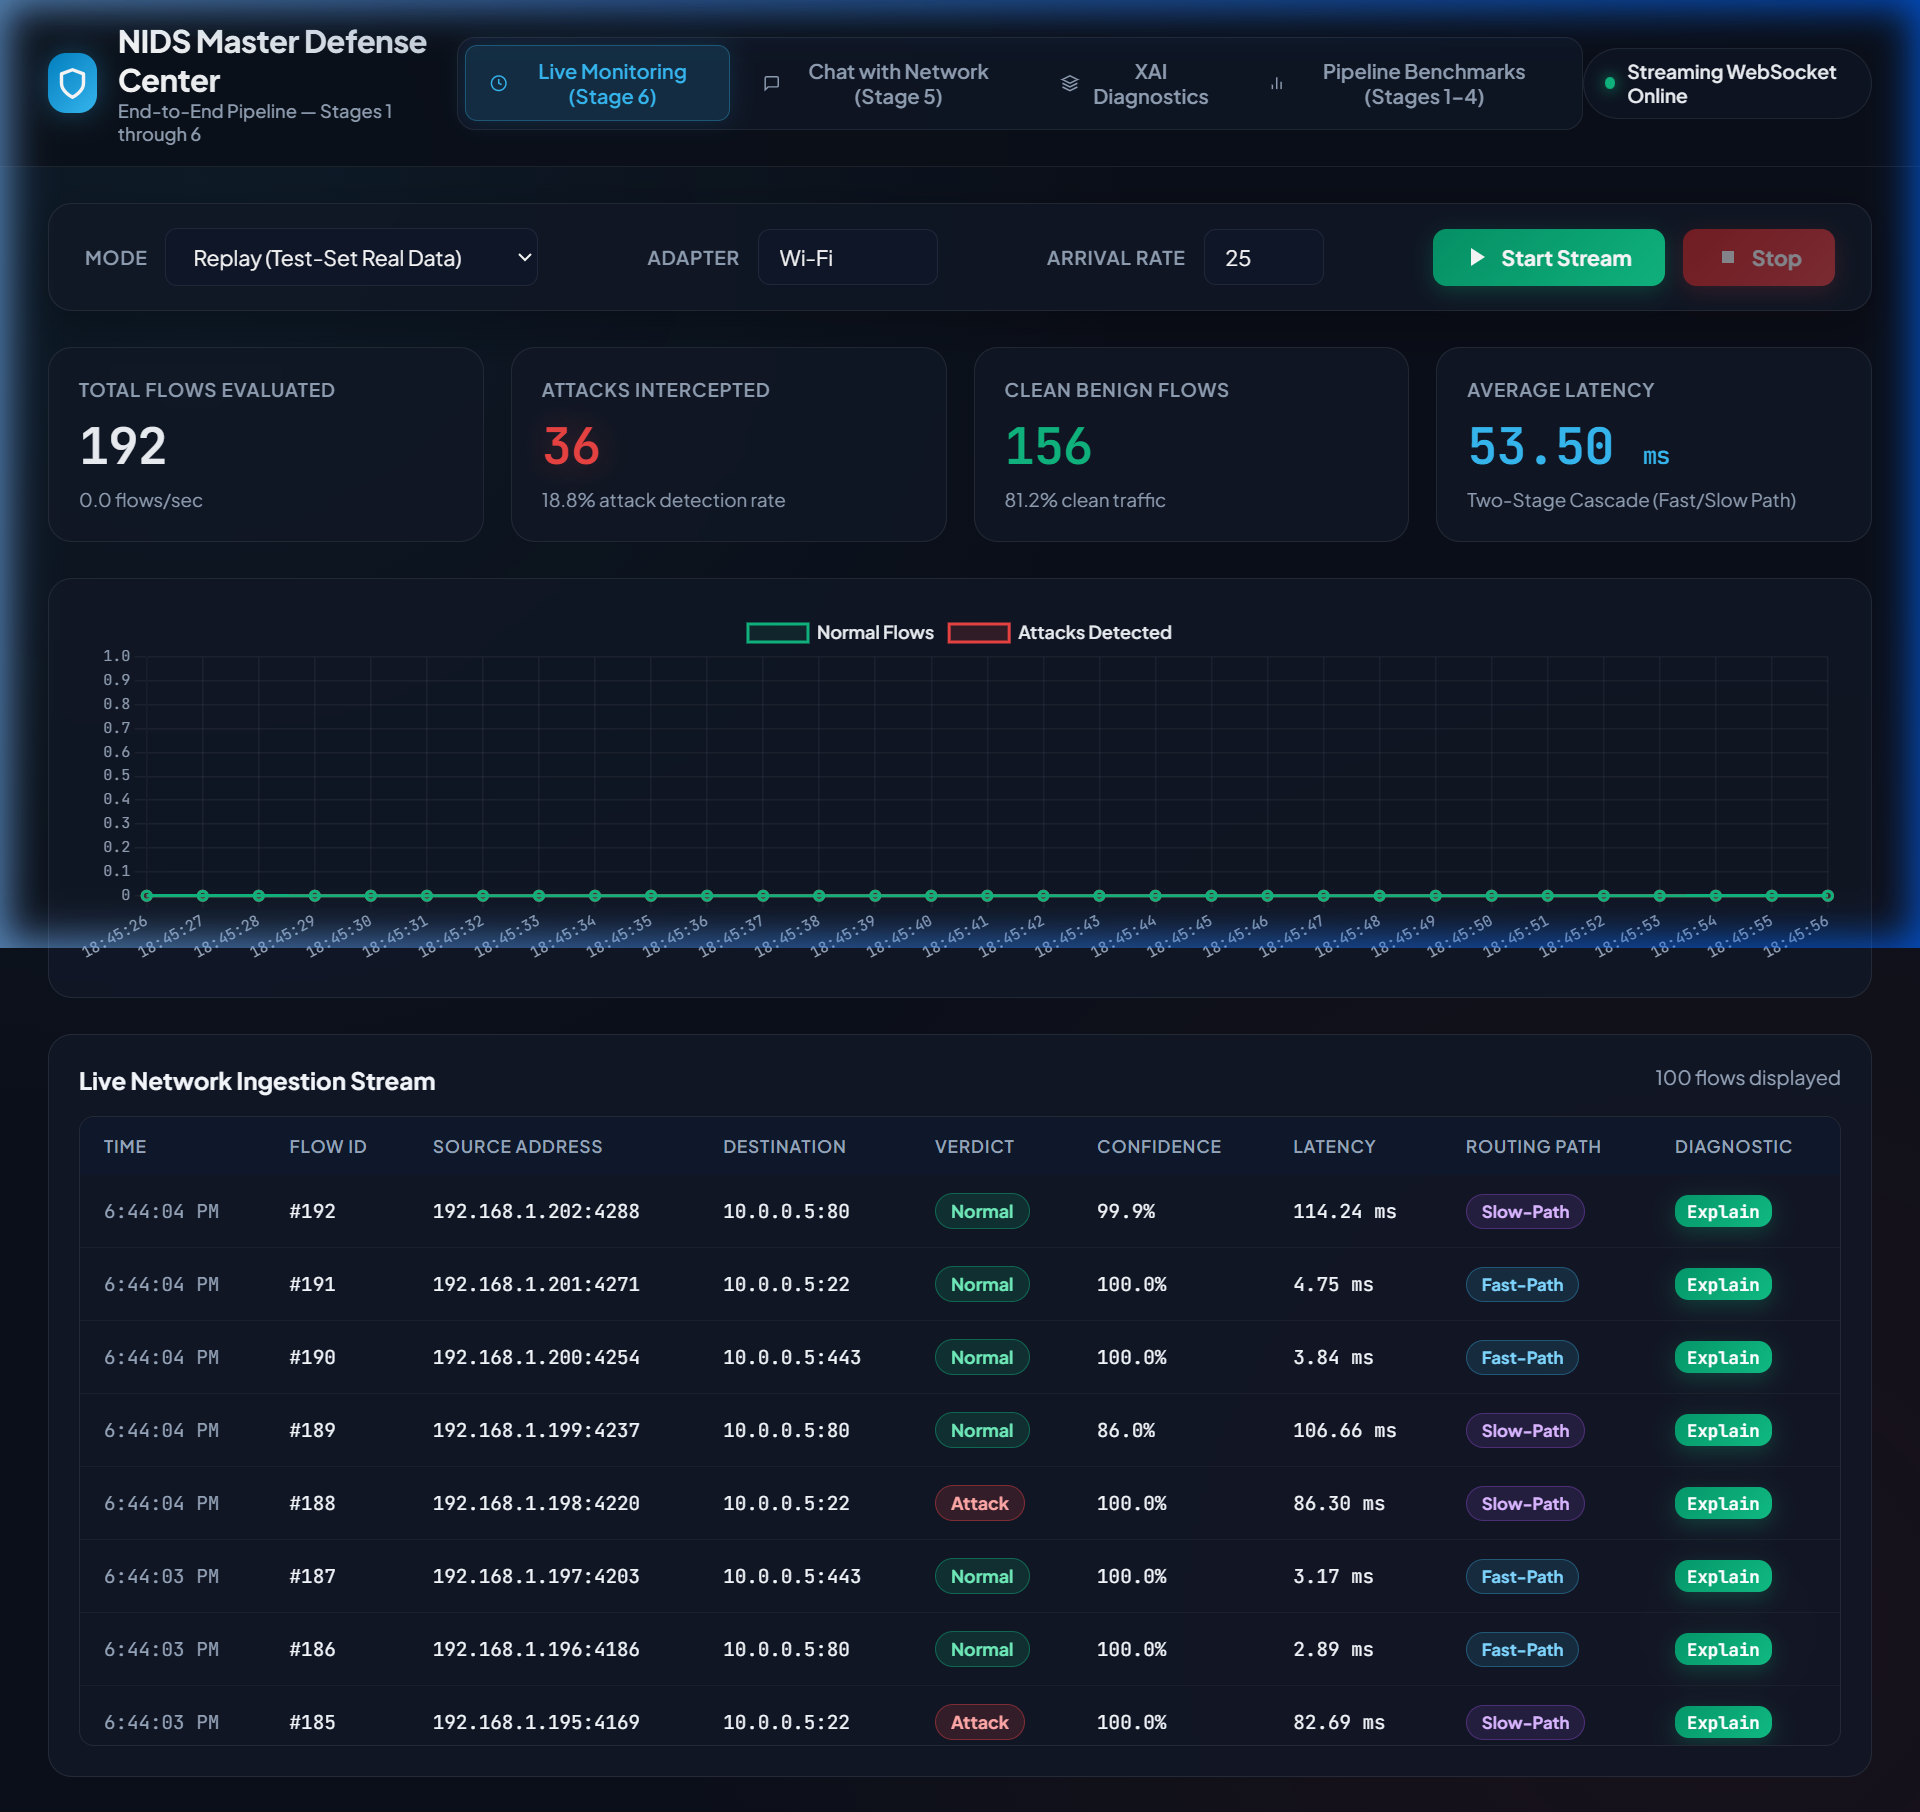 NIDS Master Defense
Center
End-to-End Pipeline — Stages 1
through 6
Live Monitoring
(Stage 6)
Chat with Network
(Stage 5)
XAI
Diagnostics
Pipeline Benchmarks
(Stages 1–4)
Streaming WebSocket
Online
MODE Replay (Test-Set Real Data) ADAPTER Wi-Fi ARRIVAL RATE 25 Start Stream Stop
TOTAL FLOWS EVALUATED
192
0.0 flows/sec
ATTACKS INTERCEPTED
36
18.8% attack detection rate
CLEAN BENIGN FLOWS
156
81.2% clean traffic
AVERAGE LATENCY
53.50 ms
Two-Stage Cascade (Fast/Slow Path)
Normal Flows Attacks Detected
1.0
0.9
0.8
0.7
0.6
0.5
0.4
0.3
0.2
0.1
0
18:45:26 18:45:27 18:45:28 18:45:29 18:45:30 18:45:31 18:45:32 18:45:33 18:45:34 18:45:35 18:45:36 18:45:37 18:45:38 18:45:39 18:45:40 18:45:41 18:45:42 18:45:43 18:45:44 18:45:45 18:45:46 18:45:47 18:45:48 18:45:49 18:45:50 18:45:51 18:45:52 18:45:53 18:45:54 18:45:55 18:45:56
Live Network Ingestion Stream
100 flows displayed
TIME FLOW ID SOURCE ADDRESS DESTINATION VERDICT CONFIDENCE LATENCY ROUTING PATH DIAGNOSTIC
6:44:04 PM #192 192.168.1.202:4288 10.0.0.5:80 Normal 99.9% 114.24 ms Slow-Path Explain
6:44:04 PM #191 192.168.1.201:4271 10.0.0.5:22 Normal 100.0% 4.75 ms Fast-Path Explain
6:44:04 PM #190 192.168.1.200:4254 10.0.0.5:443 Normal 100.0% 3.84 ms Fast-Path Explain
6:44:04 PM #189 192.168.1.199:4237 10.0.0.5:80 Normal 86.0% 106.66 ms Slow-Path Explain
6:44:04 PM #188 192.168.1.198:4220 10.0.0.5:22 Attack 100.0% 86.30 ms Slow-Path Explain
6:44:03 PM #187 192.168.1.197:4203 10.0.0.5:443 Normal 100.0% 3.17 ms Fast-Path Explain
6:44:03 PM #186 192.168.1.196:4186 10.0.0.5:80 Normal 100.0% 2.89 ms Fast-Path Explain
6:44:03 PM #185 192.168.1.195:4169 10.0.0.5:22 Attack 100.0% 82.69 ms Slow-Path Explain